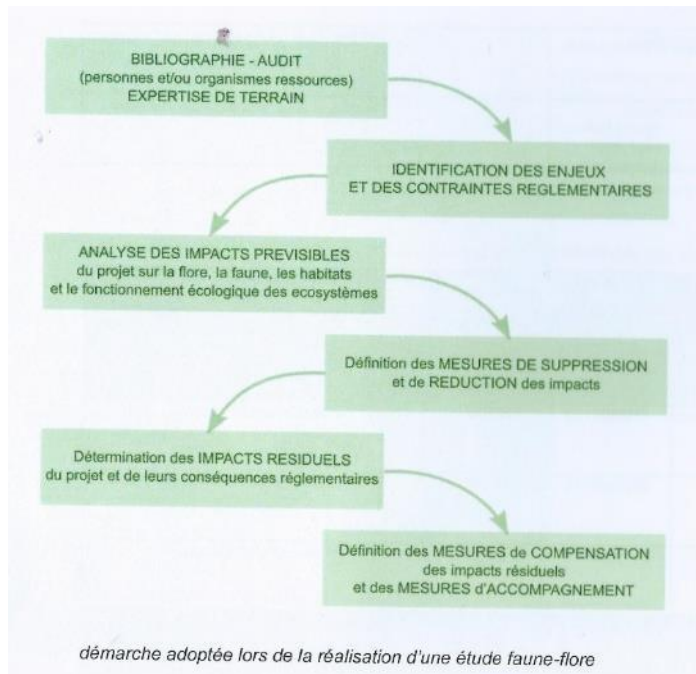 BIBLIOGRAPHIE - AUDIT
(personnes et/ou organismes ressources)
EXPERTISE DE TERRAIN
IDENTIFICATION DES ENJEUX
ET DES CONTRAINTES REGLEMENTAIRES
ANALYSE DES IMPACTS PREVISIBLES
du projet sur la flore, la faune, les habitats
et le fonctionnement écologique des ecosystèmes
Définition des MESURES DE SUPPRESSION
et de REDUCTION des impacts
Détermination des IMPACTS RESIDUELS
du projet et de leurs conséquences réglementaires
Définition des MESURES de COMPENSATION
des impacts résiduels
et des MESURES d'ACCOMPAGNEMENT
démarche adoptée lors de la réalisation d'une étude faune-flore